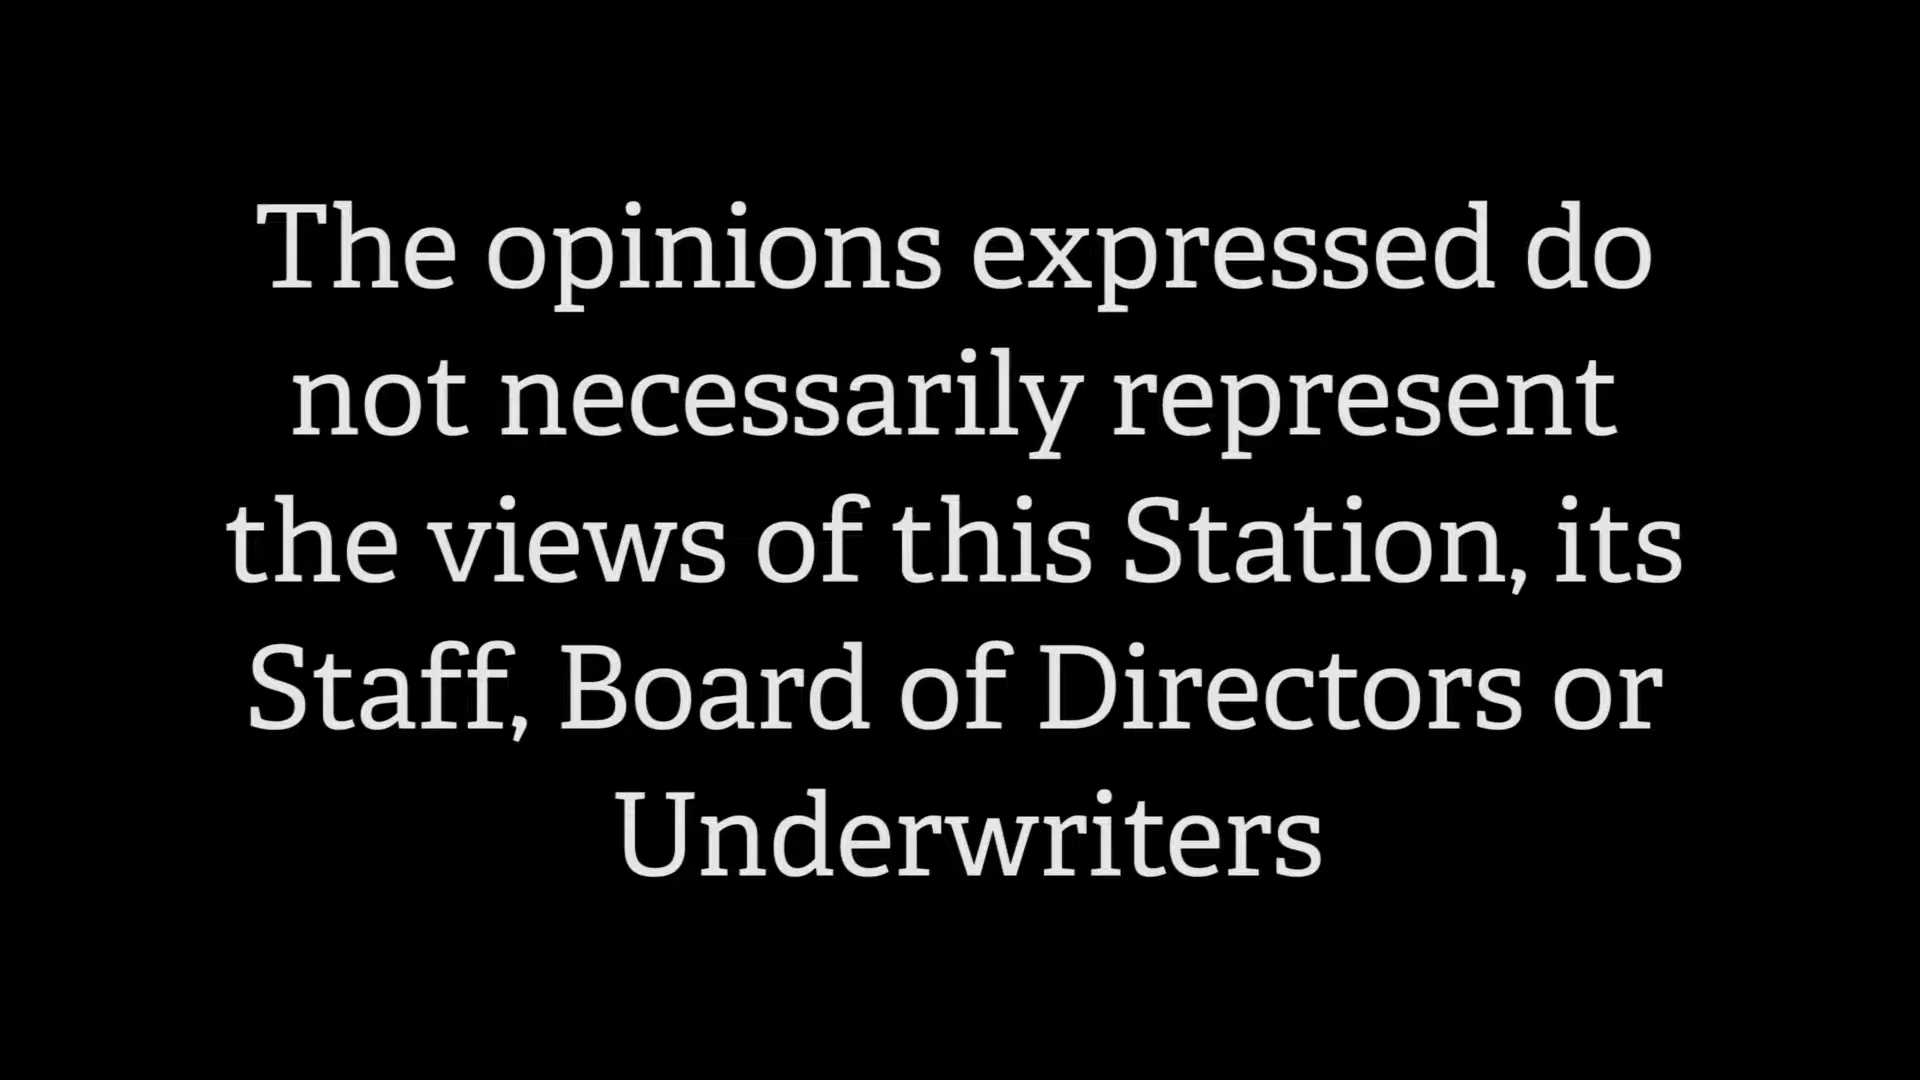 The opinions expressed do
not necessarily represent
the views of this Station, its
Staff, Board of Directors or
Underwriters